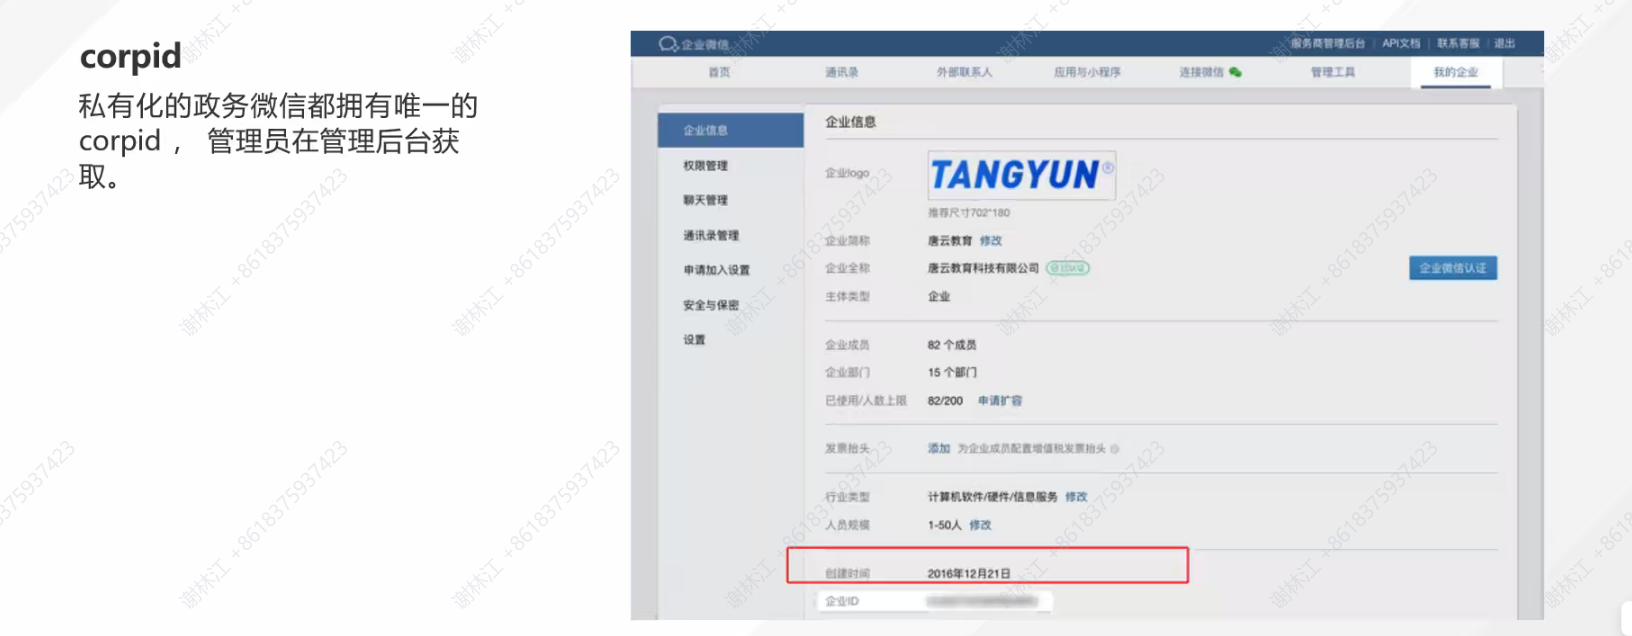 corpid
私有化的政务微信都拥有唯一的
corpid， 管理员在管理后台获
取。
企业微信
服务商管理后台 | API文档 | 联系客服 | 退出
首页 通讯录 外部联系人 应用与小程序 连接微信 管理工具 我的企业
企业信息
权限管理
聊天管理
通讯录管理
申请加入设置
安全与保密
设置
企业信息
企业logo TANGYUN®
推荐尺寸702*180
企业简称 唐云教育 修改
企业全称 唐云教育科技有限公司 已认证
企业微信认证
主体类型 企业
企业成员 82 个成员
企业部门 15 个部门
已使用/人数上限 82/200 申请扩容
发票抬头 添加 为企业成员配置增值税发票抬头
行业类型 计算机软件/硬件/信息服务 修改
人员规模 1-50人 修改
创建时间 2016年12月21日
企业ID
谢林江 +8618375937423